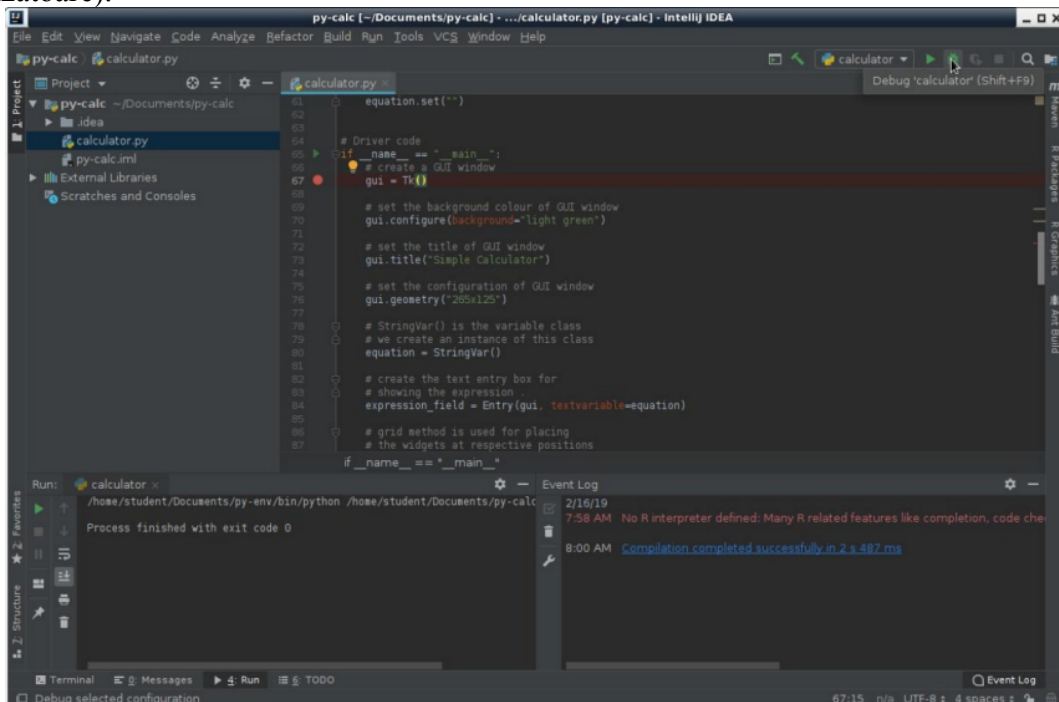 py-calc [~/Documents/py-calc] - .../calculator.py [py-calc] - IntelliJ IDEA
File Edit View Navigate Code Analyze Refactor Build Run Tools VCS Window Help
py-calc calculator.py calculator
Debug 'calculator' (Shift+F9)
Project
calculator.py
1: Project
py-calc ~/Documents/py-calc
.idea
calculator.py
py-calc.iml
External Libraries
Scratches and Consoles
61 equation.set("")
62
63
64 # Driver code
65 if __name__ == "__main__":
66 # create a GUI window
67 gui = Tk()
68
69 # set the background colour of GUI window
70 gui.configure(background="light green")
71
72 # set the title of GUI window
73 gui.title("Simple Calculator")
74
75 # set the configuration of GUI window
76 gui.geometry("265x125")
77
78 # StringVar() is the variable class
79 # we create an instance of this class
80 equation = StringVar()
81
82 # create the text entry box for
83 # showing the expression .
84 expression_field = Entry(gui, textvariable=equation)
85
86 # grid method is used for placing
87 # the widgets at respective positions
if __name__ == "__main__"
Maven
R Packages
R Graphics
Ant Build
Run: calculator
/home/student/Documents/py-env/bin/python /home/student/Documents/py-calc
Process finished with exit code 0
Event Log
2/16/19
7:58 AM No R interpreter defined: Many R related features like completion, code che
8:00 AM Compilation completed successfully in 2 s 487 ms
2: Favorites
Z: Structure
Terminal 0: Messages 4: Run 6: TODO Event Log
Debug selected configuration 67:15 n/a UTF-8 4 spaces